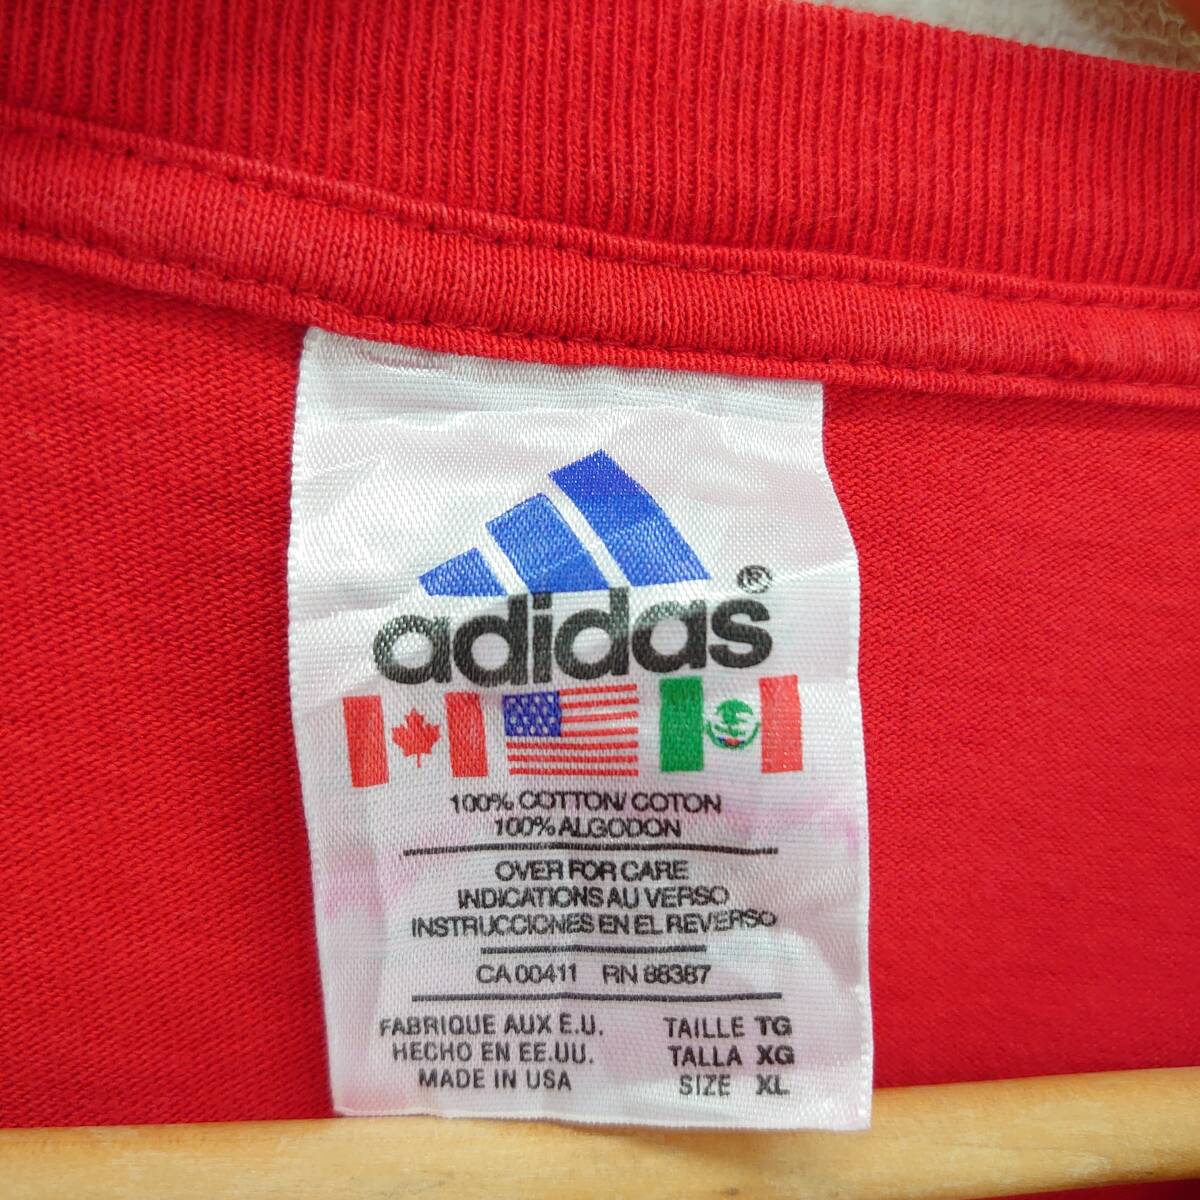 adidas®
100% COTTON/COTON
100% ALGODON
OVER FOR CARE
INDICATIONS AU VERSO
INSTRUCCIONES EN EL REVERSO
CA 00411 RN 88387
FABRIQUE AUX E.U. TAILLE TG
HECHO EN EE.UU. TALLA XG
MADE IN USA SIZE XL